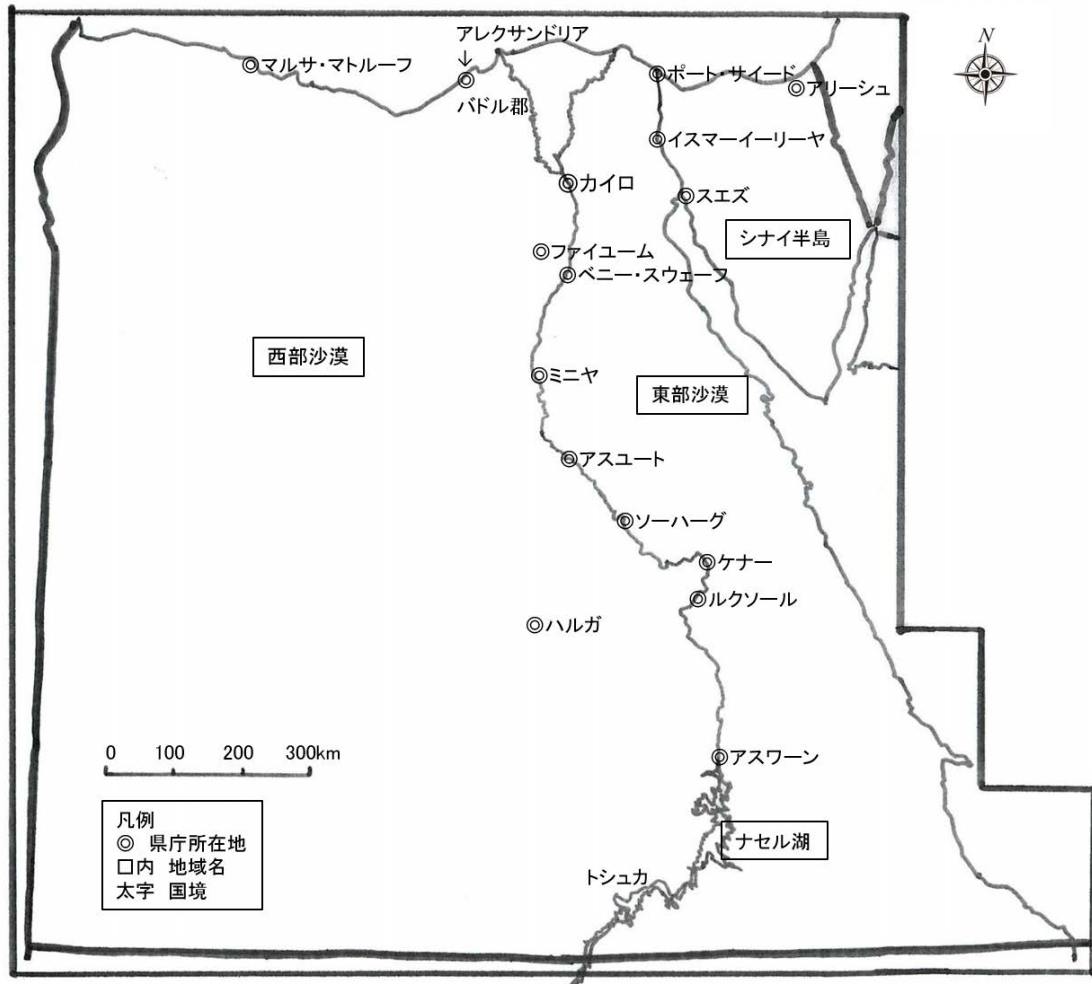 アレクサンドリア
↓
N
マルサ・マトルーフ
ポート・サイード
アリーシュ
バドル郡
イスマーイーリーヤ
カイロ
スエズ
シナイ半島
ファイユーム
ベニー・スウェーフ
西部沙漠
ミニヤ
東部沙漠
アスユート
ソーハーグ
ケナー
ルクソール
ハルガ
0 100 200 300km
アスワーン
凡例
◎ 県庁所在地
□内 地域名
太字 国境
ナセル湖
トシュカ